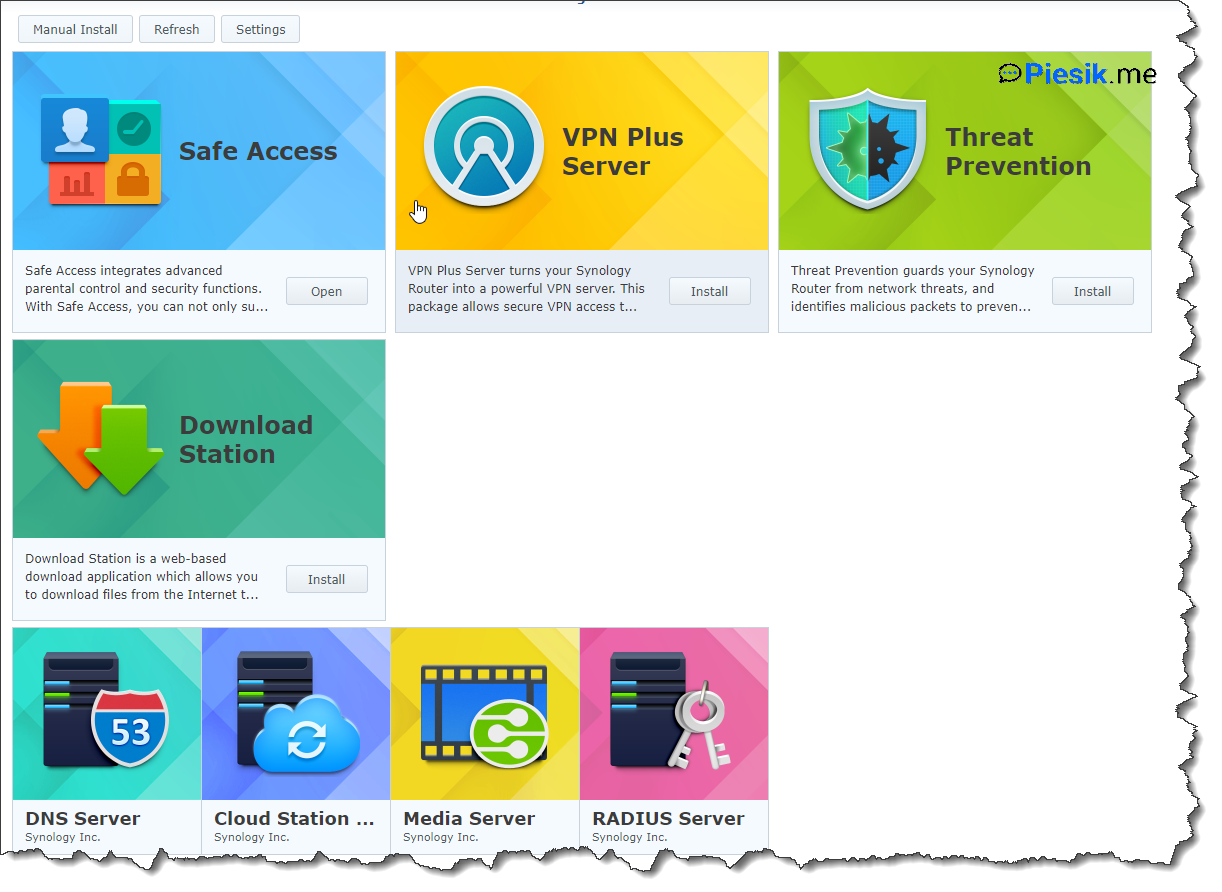 Manual Install
Refresh
Settings
Piesik.me
Safe Access
VPN Plus
Server
Threat
Prevention
Safe Access integrates advanced
parental control and security functions.
With Safe Access, you can not only su...
Open
VPN Plus Server turns your Synology
Router into a powerful VPN server. This
package allows secure VPN access t...
Install
Threat Prevention guards your Synology
Router from network threats, and
identifies malicious packets to preven...
Install
Download
Station
Download Station is a web-based
download application which allows you
to download files from the Internet t...
Install
53
DNS Server
Synology Inc.
Cloud Station ...
Synology Inc.
Media Server
Synology Inc.
RADIUS Server
Synology Inc.